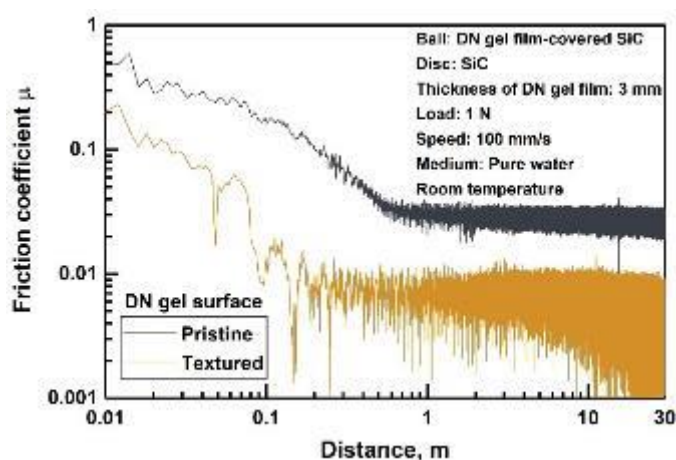 1
0.1
0.01
0.001
Friction coefficient μ
Ball: DN gel film-covered SiC
Disc: SiC
Thickness of DN gel film: 3 mm
Load: 1 N
Speed: 100 mm/s
Medium: Pure water
Room temperature
DN gel surface
Pristine
Textured
0.01 0.1 1 10 30
Distance, m